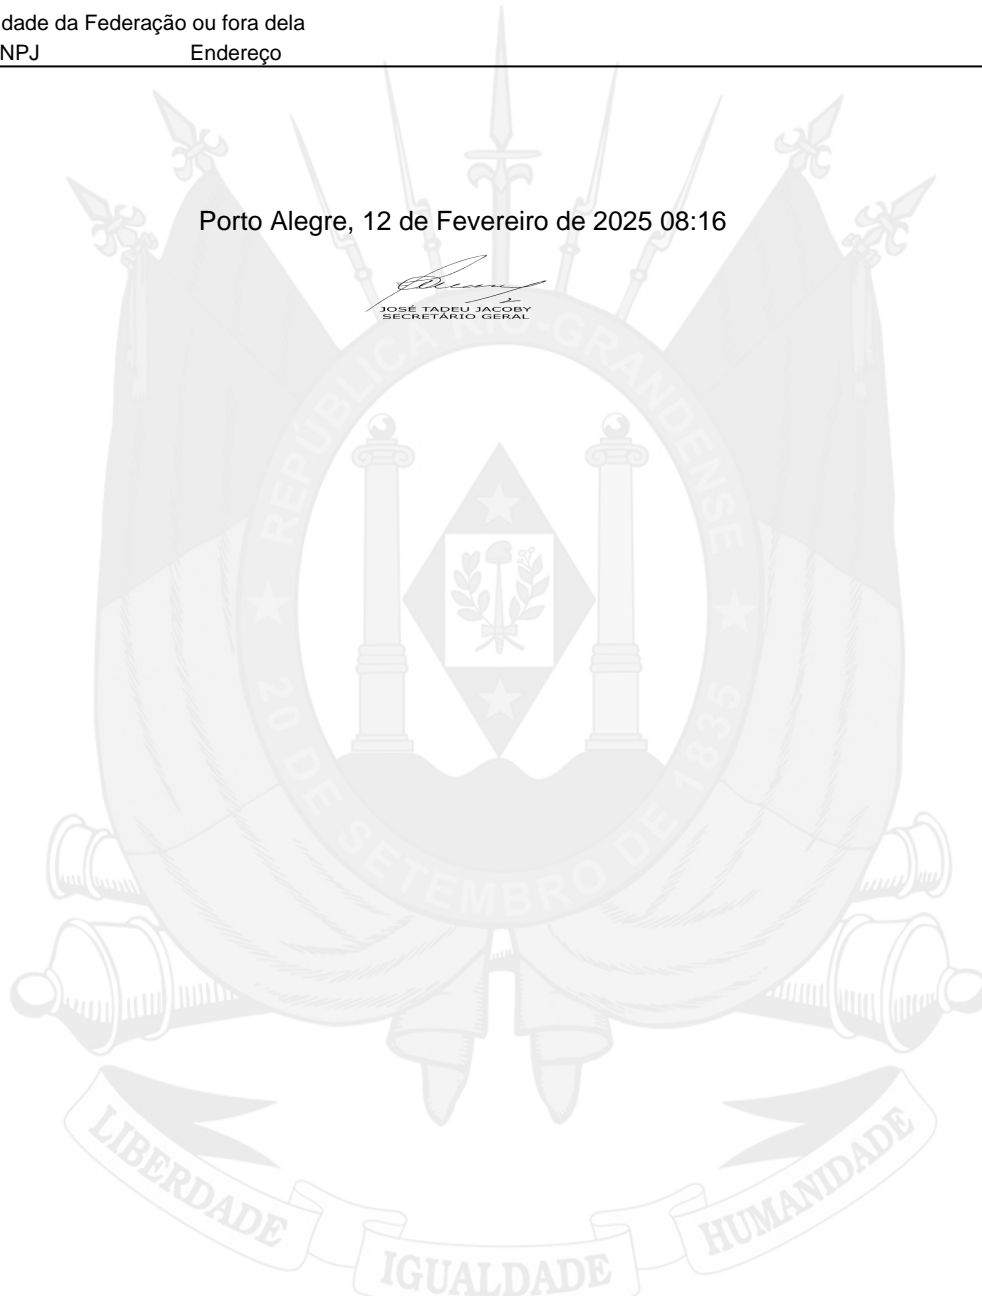 dade da Federação ou fora dela
NPJ Endereço
Porto Alegre, 12 de Fevereiro de 2025 08:16
JOSÉ TADEU JACOBY
SECRETÁRIO GERAL
REPÚBLICA RIO-GRANDENSE
20 DE SETEMBRO DE 1835
LIBERDADE
IGUALDADE
HUMANIDADE